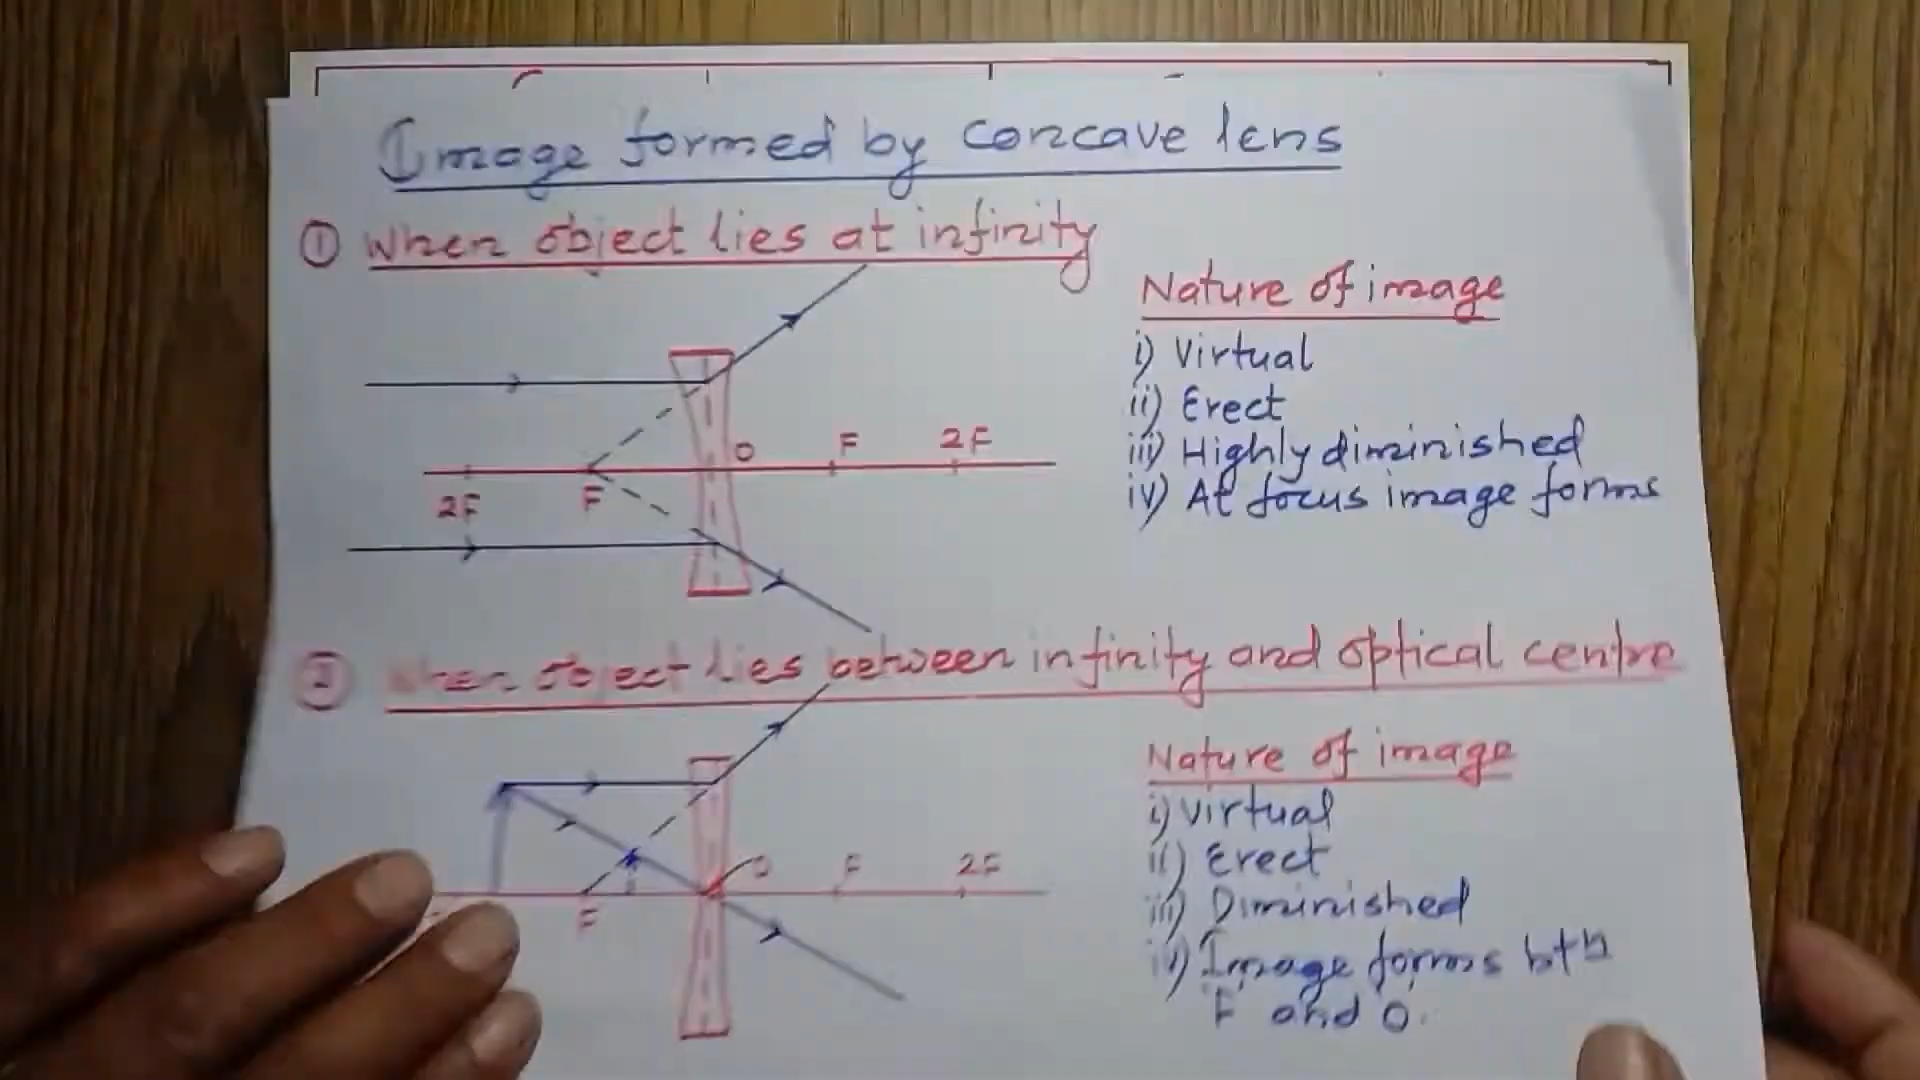 Image formed by concave lens
① When object lies at infinity
Nature of image
i) Virtual
ii) Erect
iii) Highly diminished
iv) At focus image forms
O F 2F
2F F
② When object lies between infinity and optical centre
Nature of image
i) Virtual
ii) Erect
iii) Diminished
iv) Image forms btn
F and O.
O F 2F
F